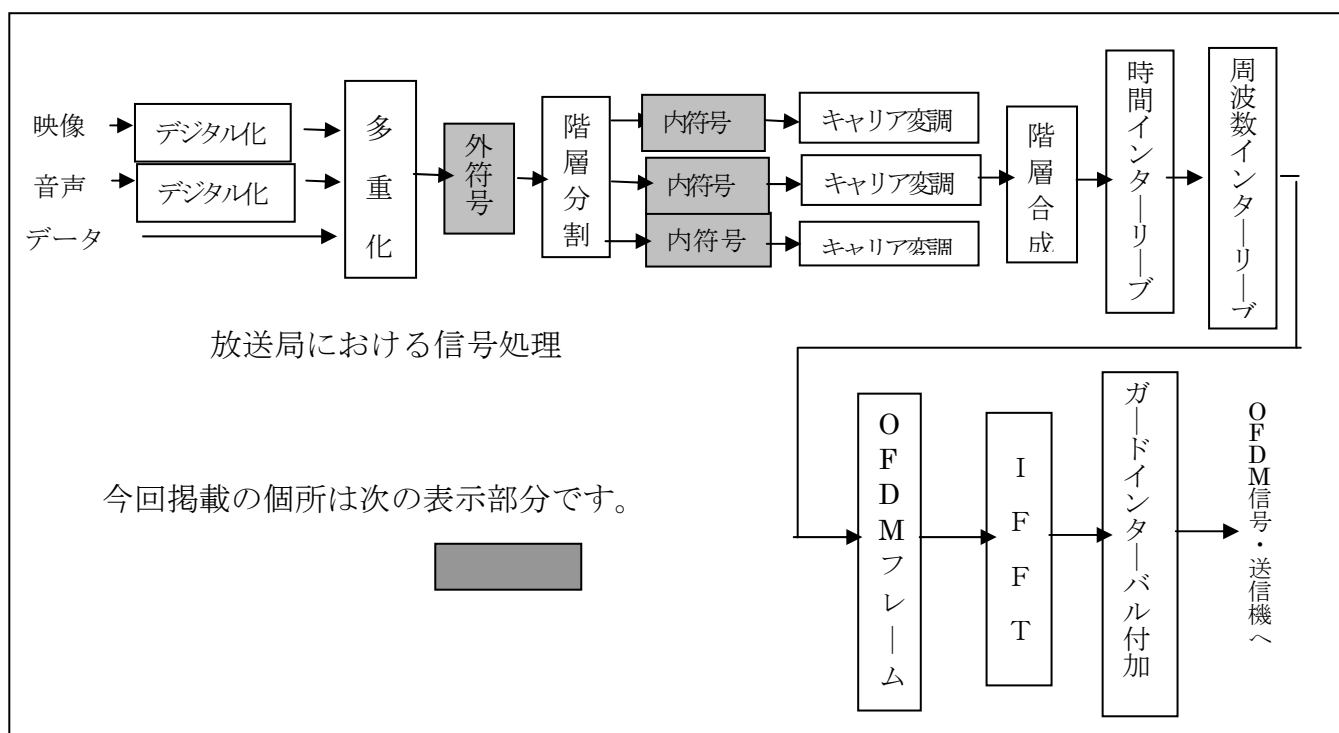 映像
デジタル化
音声
デジタル化
データ
多重化
外符号
階層分割
内符号
キャリア変調
内符号
キャリア変調
内符号
キャリア変調
階層合成
時間インターリーブ
周波数インターリーブ
放送局における信号処理
今回掲載の個所は次の表示部分です。
OFDMフレーム
IFFT
ガードインターバル付加
OFDM信号・送信機へ